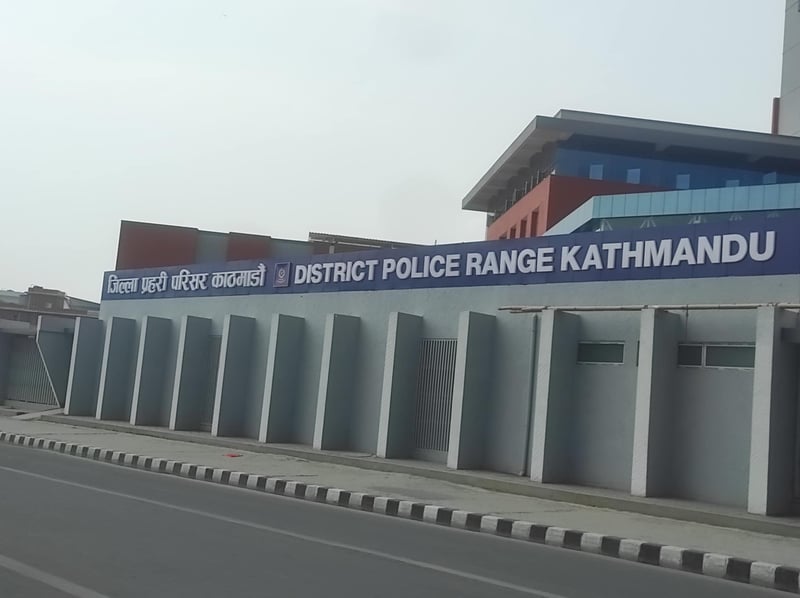 जिल्ला प्रहरी परिसर काठमाडौं DISTRICT POLICE RANGE KATHMANDU